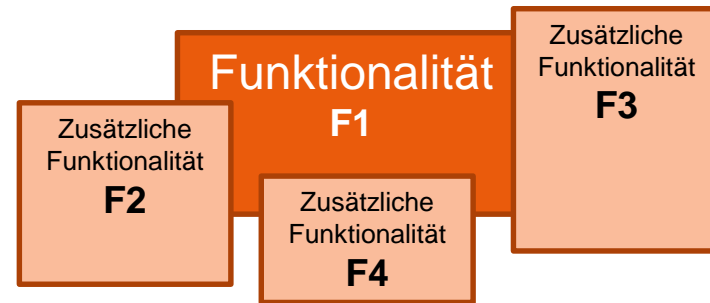 Funktionalität
F1
Zusätzliche
Funktionalität
F2
Zusätzliche
Funktionalität
F3
Zusätzliche
Funktionalität
F4